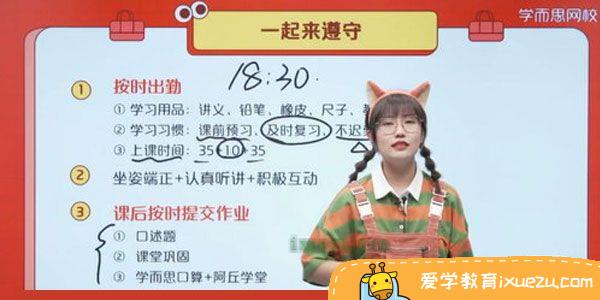 学而思网校
一起来遵守
18:30
① 按时出勤
① 学习用品：讲义、铅笔、橡皮、尺子、
② 学习习惯：课前预习、及时复习、不迟
③ 上课时间：35+10+35
② 坐姿端正+认真听讲+积极互动
③ 课后按时提交作业
① 口述题
② 课堂巩固
③ 学而思口算+阿丘学堂
爱学教育ixuezu.com